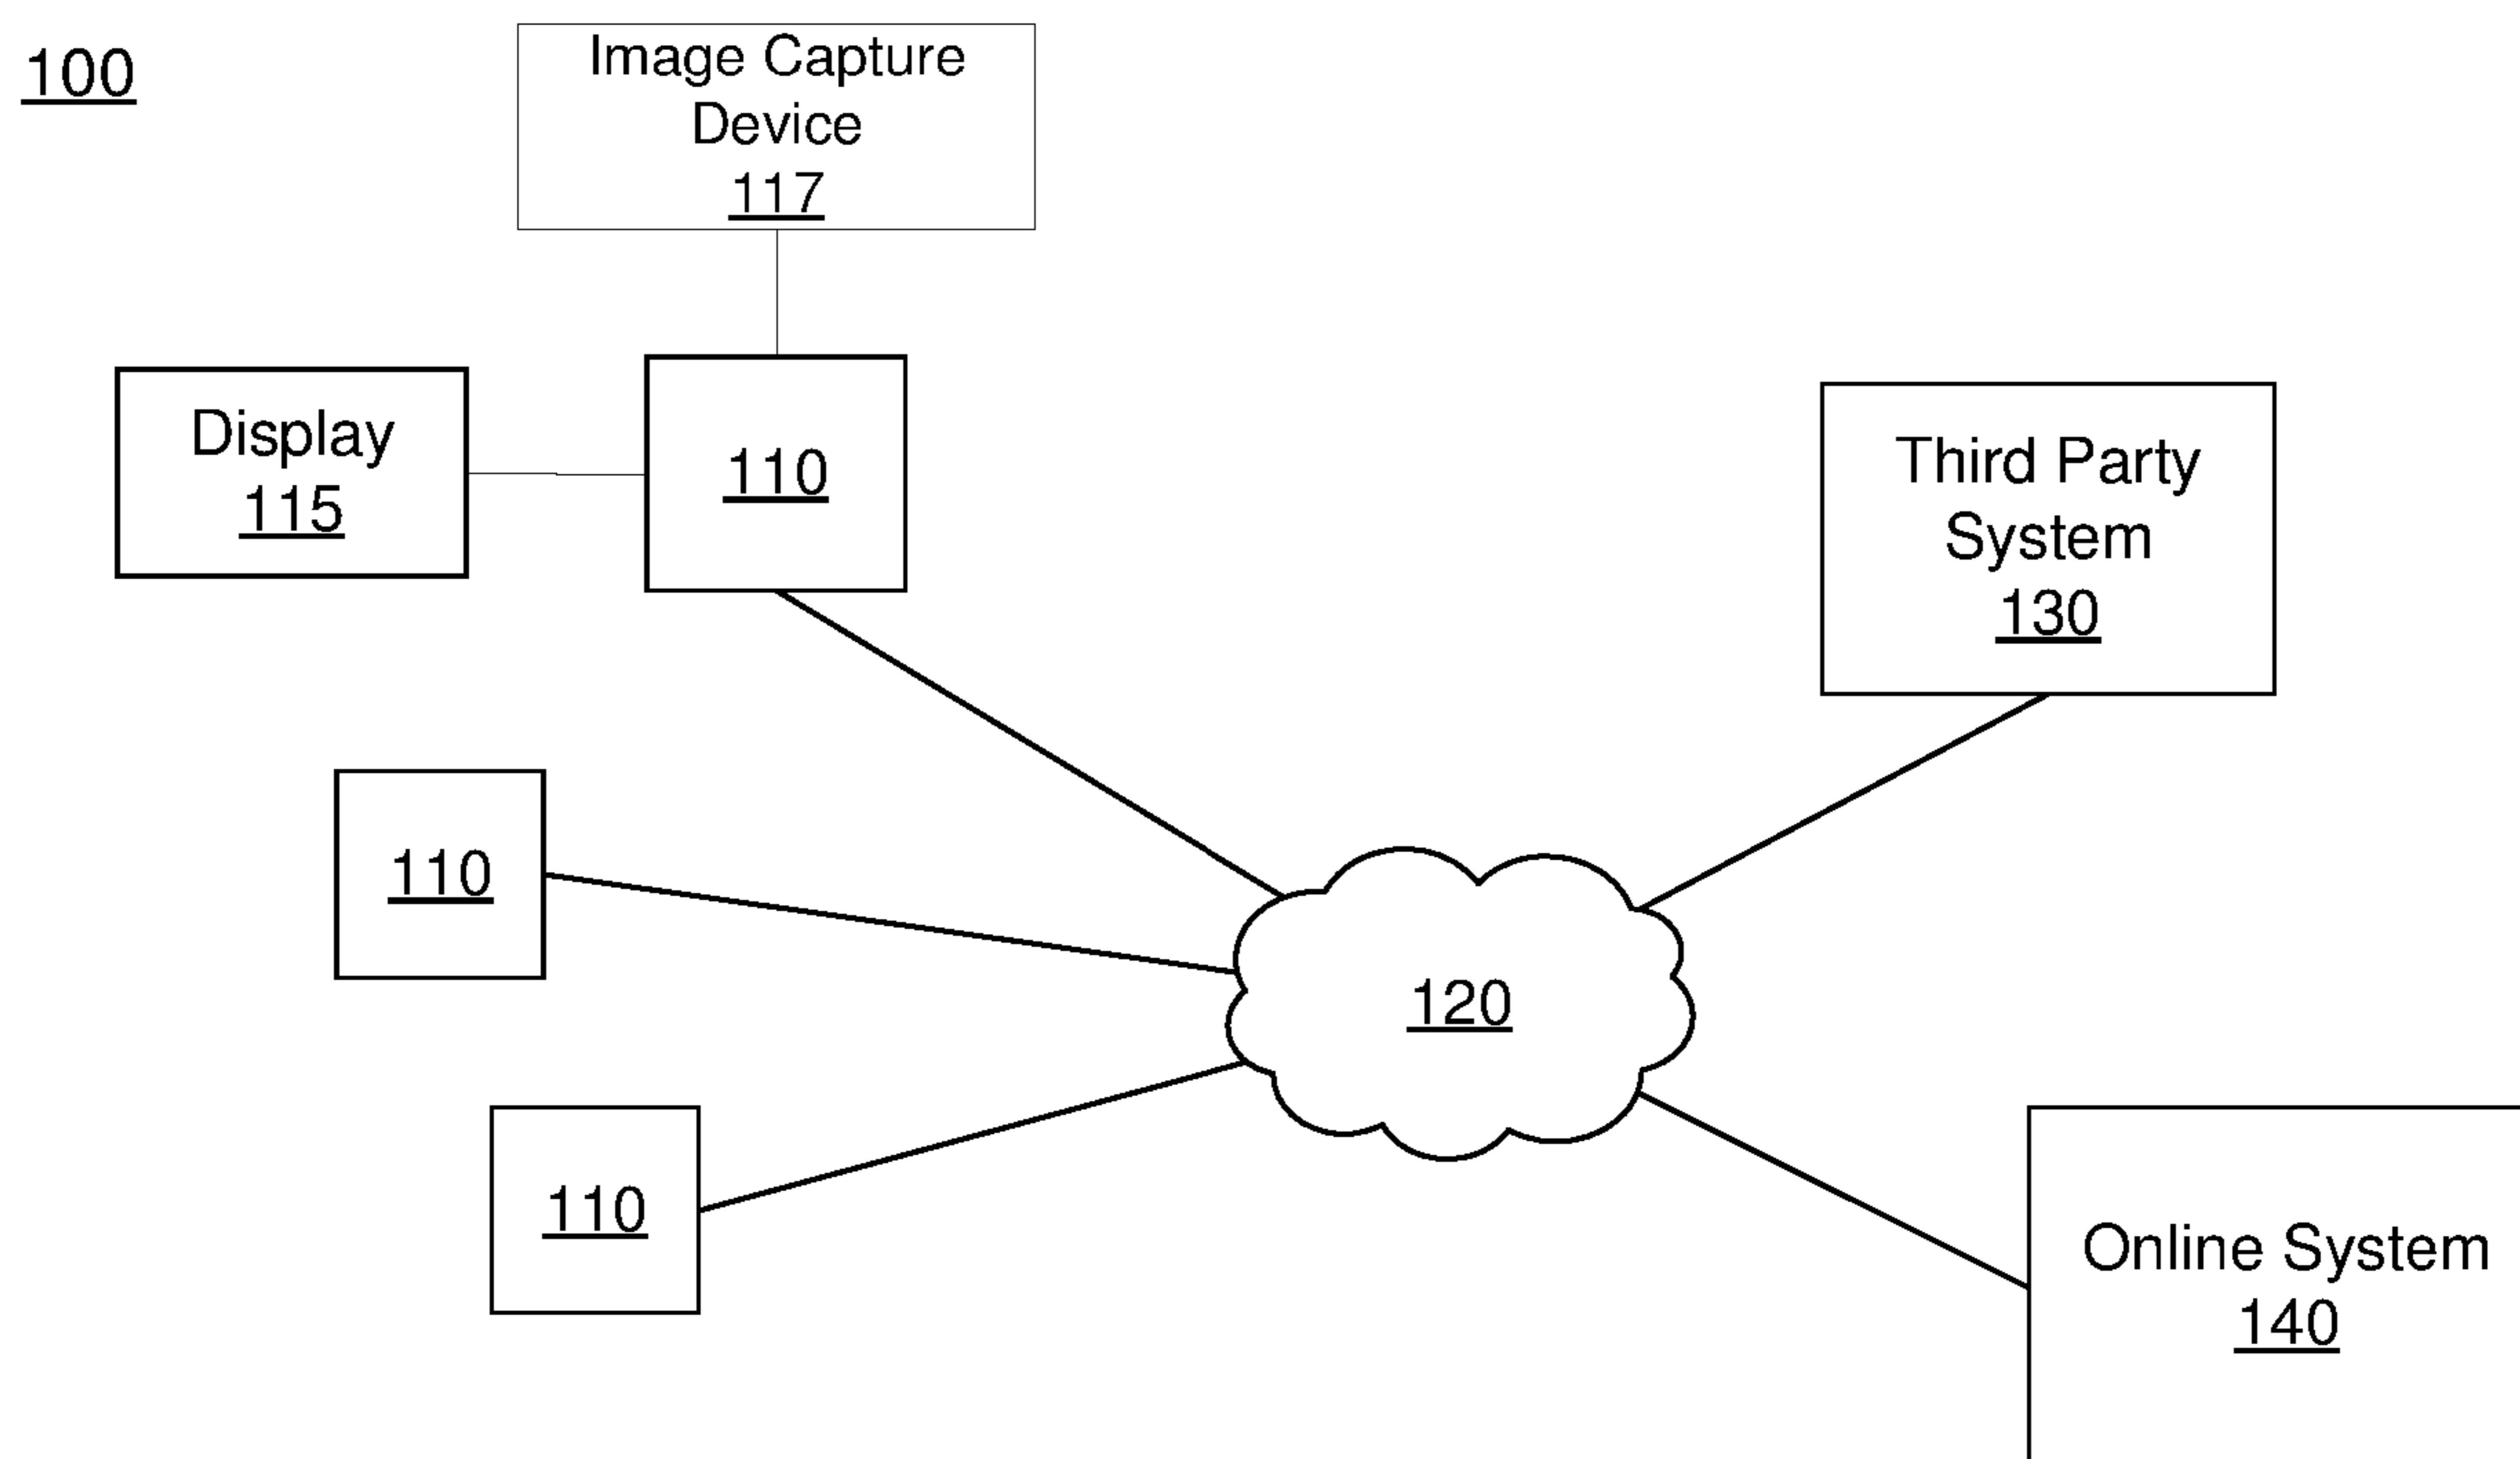 100
Image Capture
Device
117
Display
115
110
Third Party
System
130
110
120
110
Online System
140